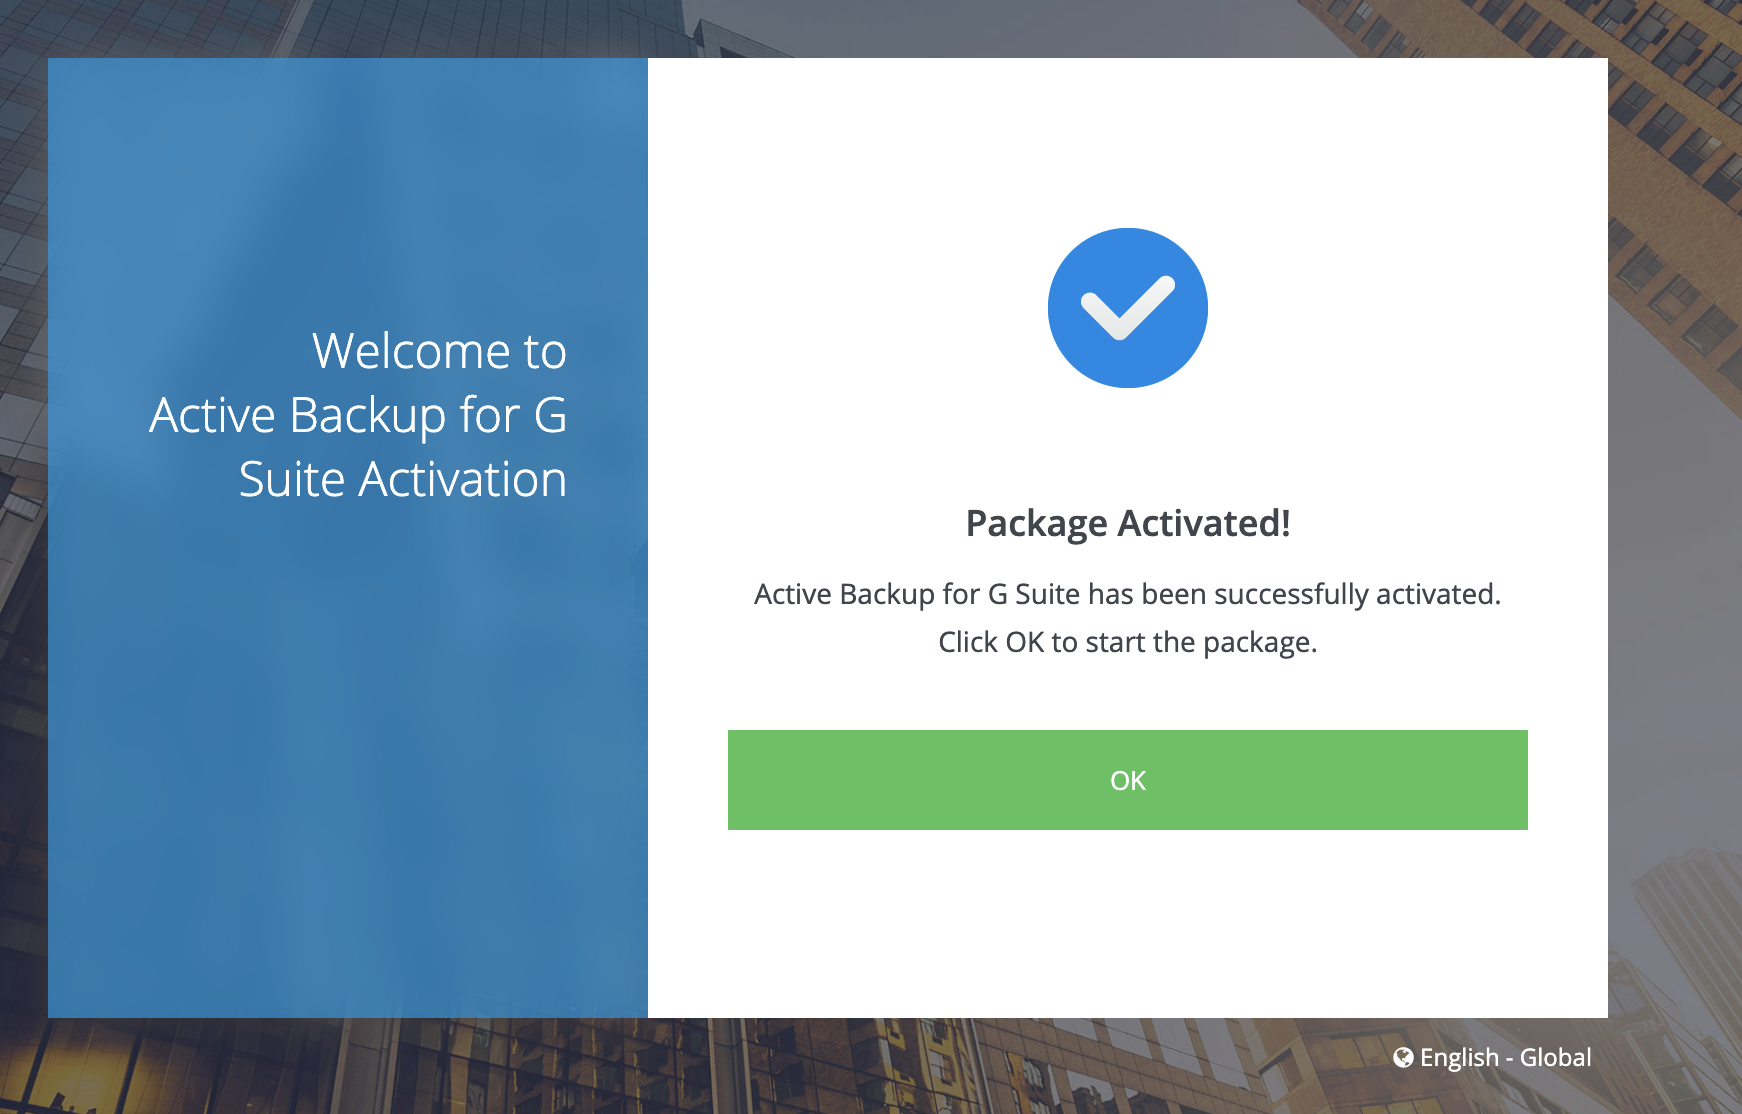 Welcome to
Active Backup for G
Suite Activation
Package Activated!
Active Backup for G Suite has been successfully activated.
Click OK to start the package.
OK
English - Global